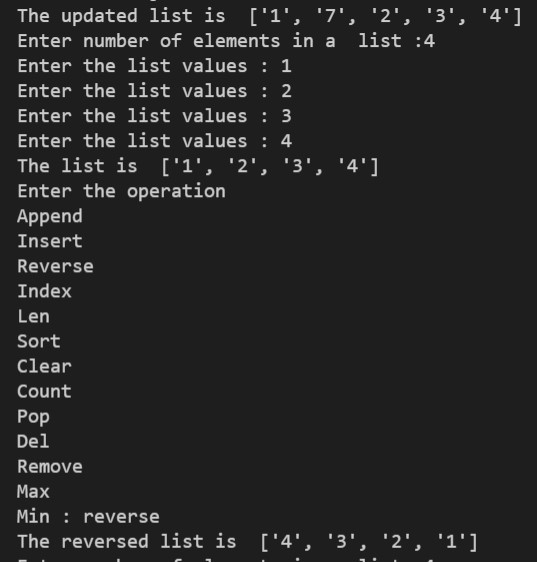 The updated list is  ['1', '7', '2', '3', '4']
Enter number of elements in a  list :4
Enter the list values : 1
Enter the list values : 2
Enter the list values : 3
Enter the list values : 4
The list is  ['1', '2', '3', '4']
Enter the operation
Append
Insert
Reverse
Index
Len
Sort
Clear
Count
Pop
Del
Remove
Max
Min : reverse
The reversed list is  ['4', '3', '2', '1']